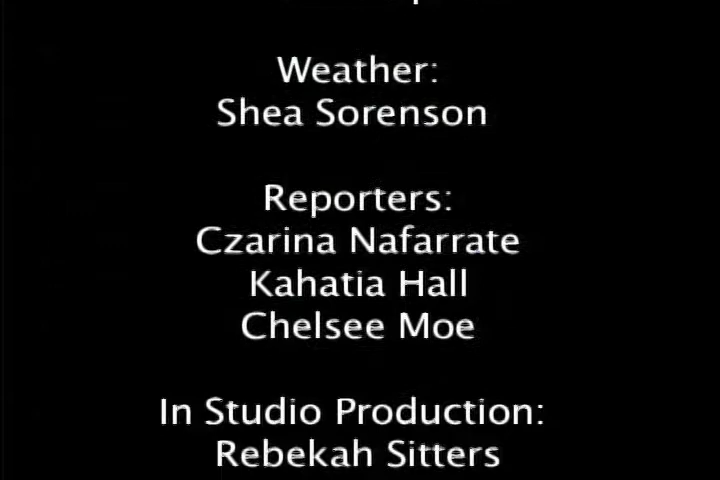 Weather:
Shea Sorenson
Reporters:
Czarina Nafarrate
Kahatia Hall
Chelsee Moe
In Studio Production:
Rebekah Sitters